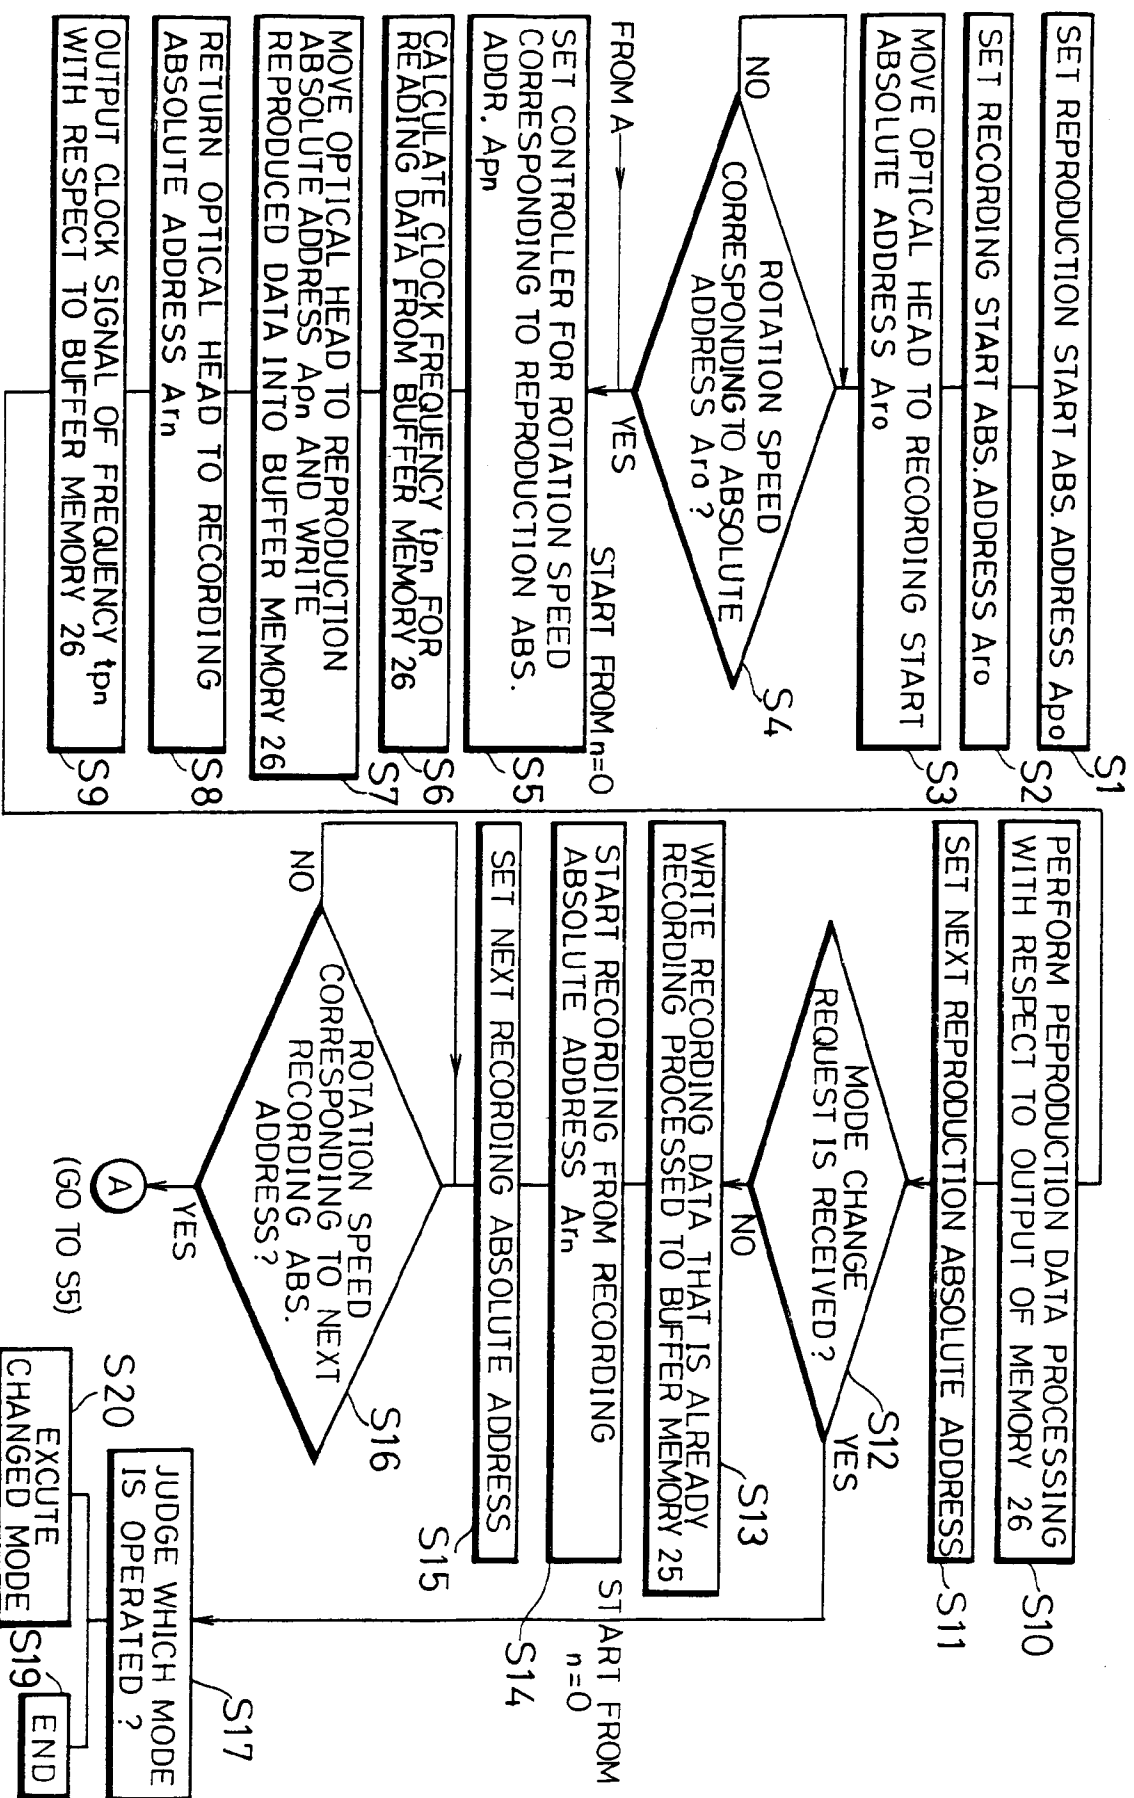 SET REPRODUCTION START ABS. ADDRESS Apo
S1
SET RECORDING START ABS. ADDRESS Aro
S2
MOVE OPTICAL HEAD TO RECORDING START
ABSOLUTE ADDRESS Aro
S3
ROTATION SPEED
CORRESPONDING TO ABSOLUTE
ADDRESS Aro ?
S4
NO
YES
FROM A
START FROM n=0
SET CONTROLLER FOR ROTATION SPEED
CORRESPONDING TO REPRODUCTION ABS.
ADDR. Apn
S5
CALCULATE CLOCK FREQUENCY tpn FOR
READING DATA FROM BUFFER MEMORY 26
S6
MOVE OPTICAL HEAD TO REPRODUCTION
ABSOLUTE ADDRESS Apn AND WRITE
REPRODUCED DATA INTO BUFFER MEMORY 26
S7
RETURN OPTICAL HEAD TO RECORDING
ABSOLUTE ADDRESS Arn
S8
OUTPUT CLOCK SIGNAL OF FREQUENCY tpn
WITH RESPECT TO BUFFER MEMORY 26
S9
PERFORM PEPRODUCTION DATA PROCESSING
WITH RESPECT TO OUTPUT OF MEMORY 26
S10
SET NEXT REPRODUCTION ABSOLUTE ADDRESS
S11
MODE CHANGE
REQUEST IS RECEIVED?
S12
YES
NO
WRITE RECORDING DATA THAT IS ALREADY
RECORDING PROCESSED TO BUFFER MEMORY 25
S13
START RECORDING FROM RECORDING
ABSOLUTE ADDRESS Arn
S14
START FROM
n=0
SET NEXT RECORDING ABSOLUTE ADDRESS
S15
ROTATION SPEED
CORRESPONDING TO NEXT
RECORDING ABS.
ADDRESS?
S16
NO
YES
A
(GO TO S5)
JUDGE WHICH MODE
IS OPERATED ?
S17
S20
EXCUTE
CHANGED MODE
S19
END